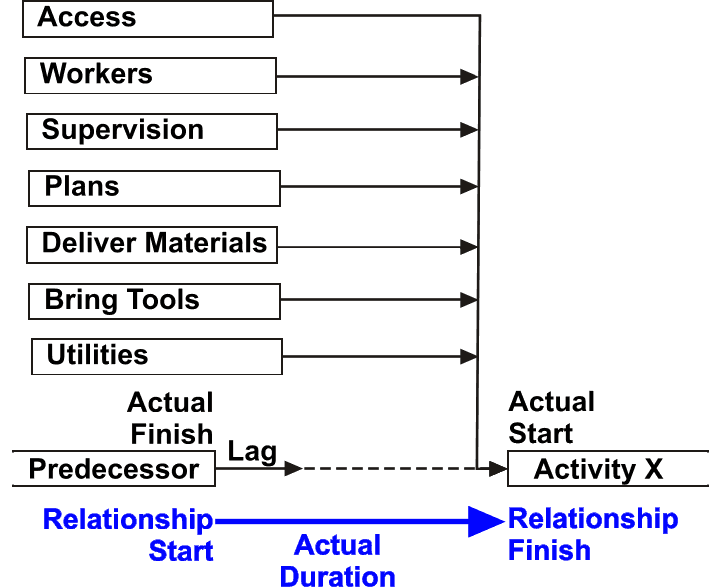 Access
Workers
Supervision
Plans
Deliver Materials
Bring Tools
Utilities
Actual
Finish
Actual
Start
Predecessor
Lag
Activity X
Relationship
Start
Actual
Duration
Relationship
Finish